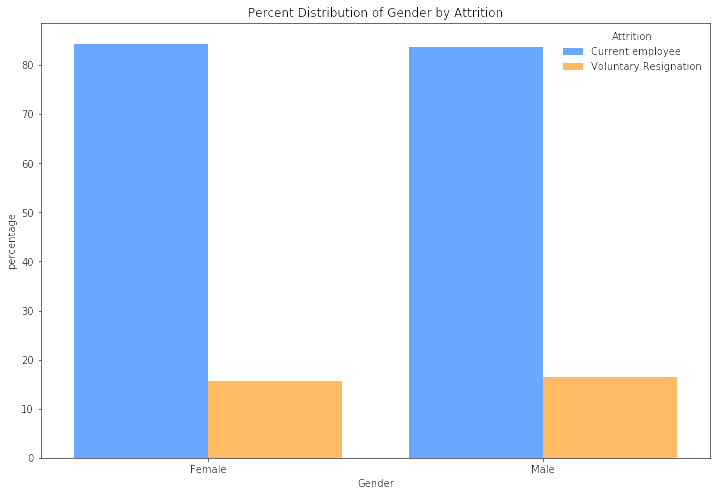 Percent Distribution of Gender by Attrition
Attrition
Current employee
Voluntary Resignation
percentage
80
70
60
50
40
30
20
10
0
Female
Male
Gender